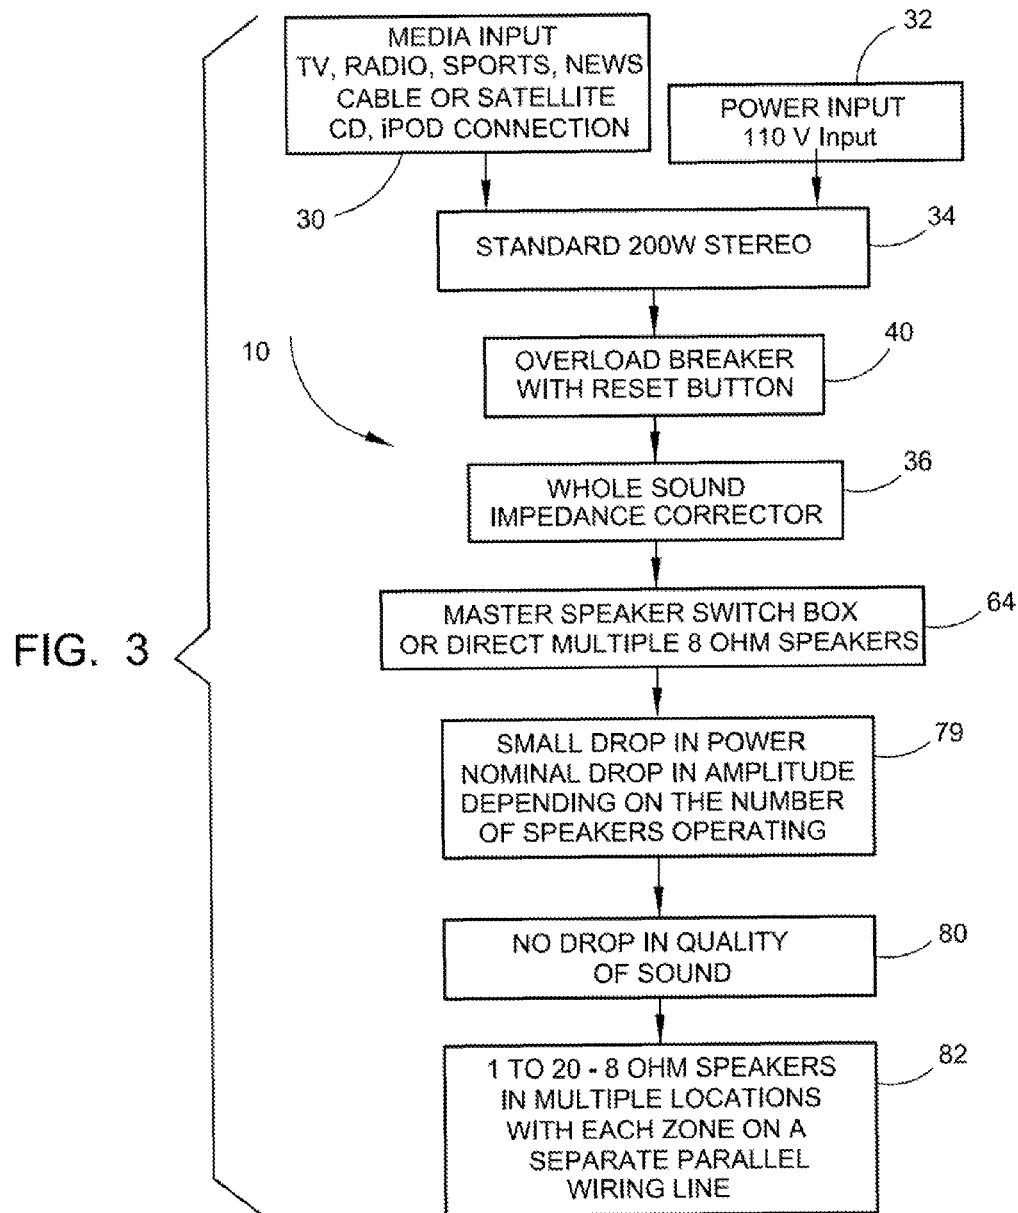 MEDIA INPUT
TV, RADIO, SPORTS, NEWS
CABLE OR SATELLITE
CD, iPOD CONNECTION
30
32
POWER INPUT
110 V Input
STANDARD 200W STEREO
34
10
OVERLOAD BREAKER
WITH RESET BUTTON
40
WHOLE SOUND
IMPEDANCE CORRECTOR
36
MASTER SPEAKER SWITCH BOX
OR DIRECT MULTIPLE 8 OHM SPEAKERS
64
FIG. 3
SMALL DROP IN POWER
NOMINAL DROP IN AMPLITUDE
DEPENDING ON THE NUMBER
OF SPEAKERS OPERATING
79
NO DROP IN QUALITY
OF SOUND
80
1 TO 20 - 8 OHM SPEAKERS
IN MULTIPLE LOCATIONS
WITH EACH ZONE ON A
SEPARATE PARALLEL
WIRING LINE
82